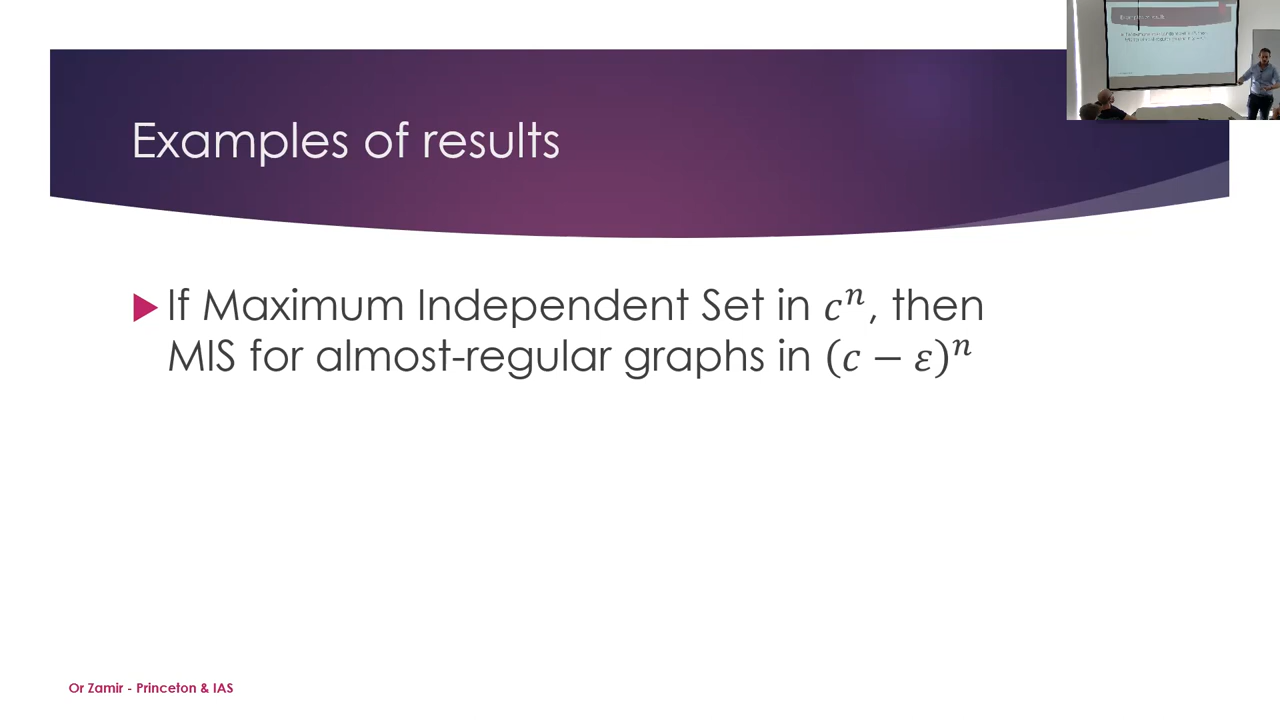 Examples of results
If Maximum Independent Set in cⁿ, then
MIS for almost-regular graphs in (c − ε)ⁿ
Or Zamir - Princeton & IAS